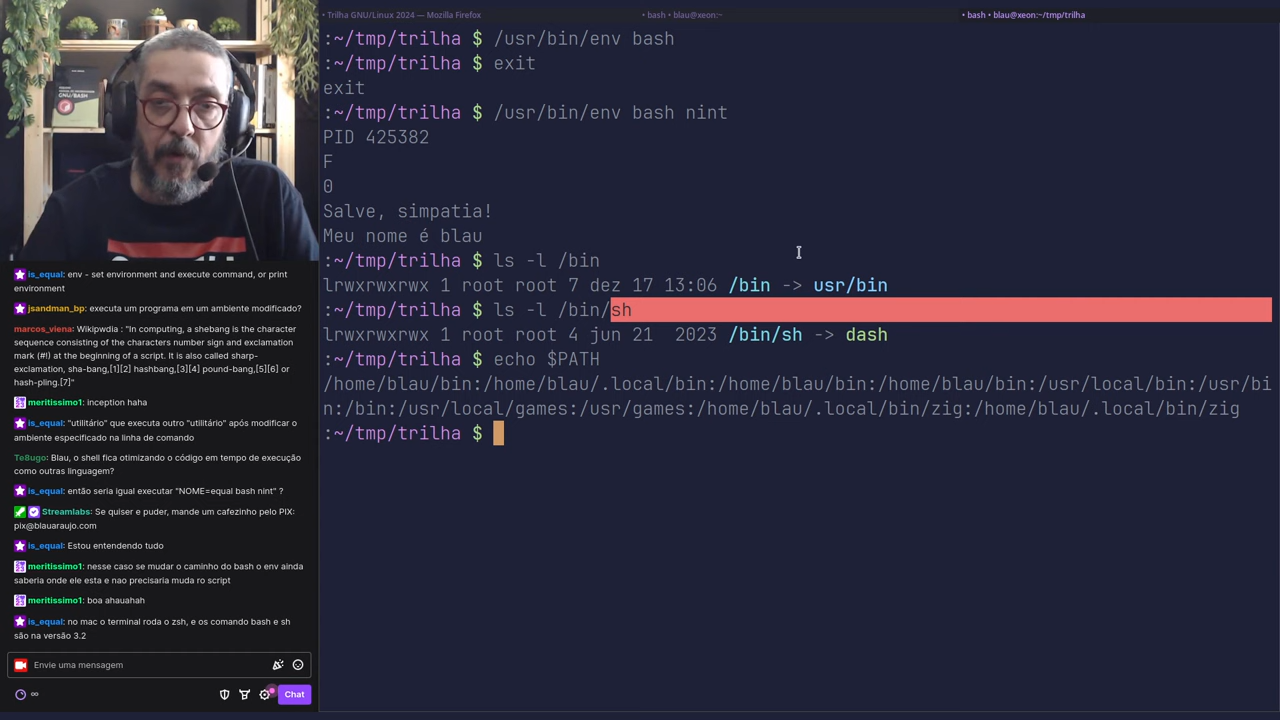 • Trilha GNU/Linux 2024 — Mozilla Firefox
• bash • blau@xeon:~
• bash • blau@xeon:~/tmp/trilha
:~/tmp/trilha $ /usr/bin/env bash
:~/tmp/trilha $ exit
exit
:~/tmp/trilha $ /usr/bin/env bash nint
PID 425382
F
0
Salve, simpatia!
Meu nome é blau
:~/tmp/trilha $ ls -l /bin
lrwxrwxrwx 1 root root 7 dez 17 13:06 /bin -> usr/bin
:~/tmp/trilha $ ls -l /bin/sh
lrwxrwxrwx 1 root root 4 jun 21  2023 /bin/sh -> dash
:~/tmp/trilha $ echo $PATH
/home/blau/bin:/home/blau/.local/bin:/home/blau/bin:/home/blau/bin:/usr/local/bin:/usr/bi
n:/bin:/usr/local/games:/usr/games:/home/blau/.local/bin/zig:/home/blau/.local/bin/zig
:~/tmp/trilha $
GNU/BASH
is_equal: env - set environment and execute command, or print
environment
jsandman_bp: executa um programa em um ambiente modificado?
marcos_viena: Wikipwdia : "In computing, a shebang is the character
sequence consisting of the characters number sign and exclamation
mark (#!) at the beginning of a script. It is also called sharp-
exclamation, sha-bang,[1][2] hashbang,[3][4] pound-bang,[5][6] or
hash-pling.[7]"
meritissimo1: inception haha
is_equal: "utilitário" que executa outro "utilitário" após modificar o
ambiente especificado na linha de comando
Te8ugo: Blau, o shell fica otimizando o código em tempo de execução
como outras linguagem?
is_equal: então seria igual executar "NOME=equal bash nint" ?
Streamlabs: Se quiser e puder, mande um cafezinho pelo PIX:
pix@blauaraujo.com
is_equal: Estou entendendo tudo
meritissimo1: nesse caso se mudar o caminho do bash o env ainda
saberia onde ele esta e nao precisaria muda ro script
meritissimo1: boa ahauahah
is_equal: no mac o terminal roda o zsh, e os comando bash e sh
são na versão 3.2
Envie uma mensagem
∞
Chat